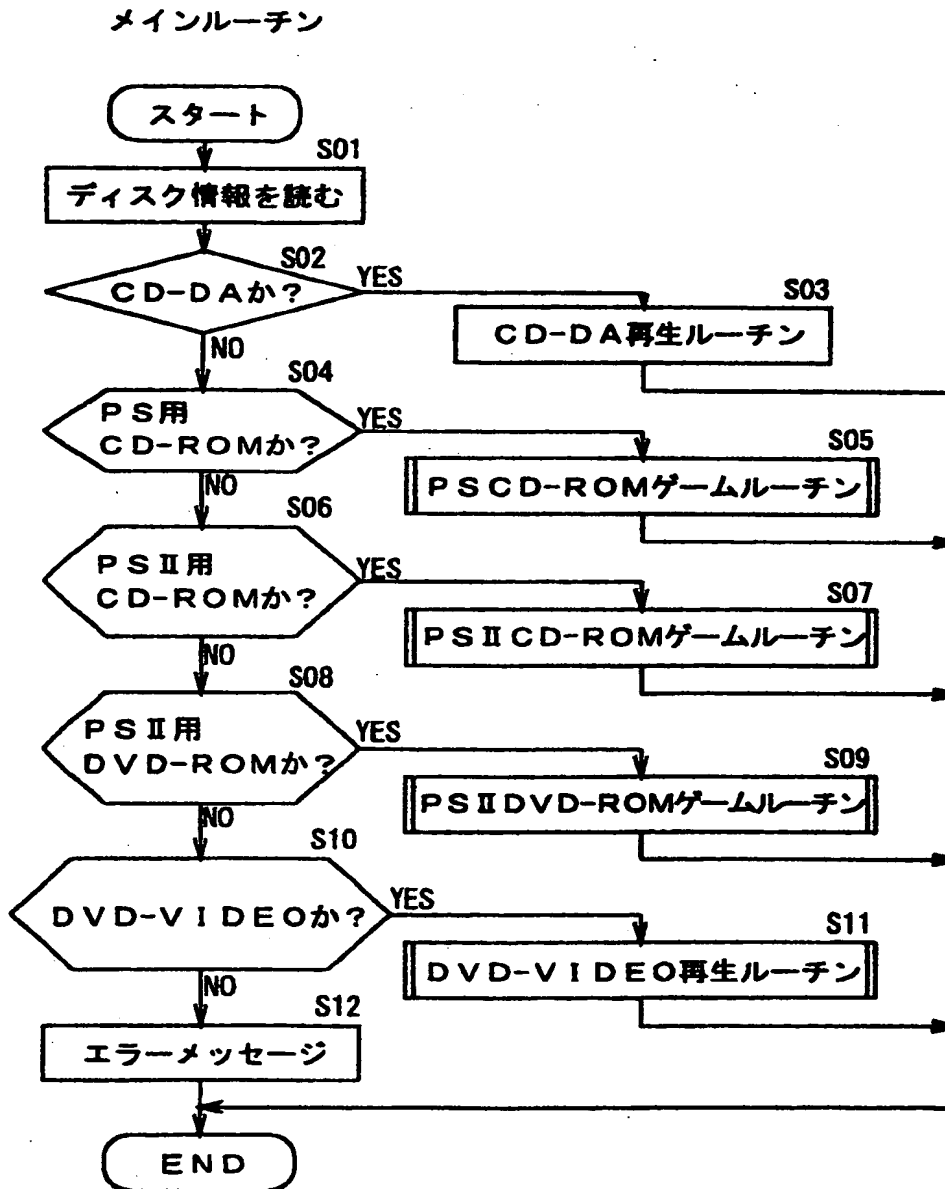 メインルーチン
スタート
S01
ディスク情報を読む
S02
CD-DAか?
YES
NO
S03
CD-DA再生ルーチン
S04
PS用
CD-ROMか?
YES
NO
S05
PSCD-ROMゲームルーチン
S06
PSⅡ用
CD-ROMか?
YES
NO
S07
PSⅡCD-ROMゲームルーチン
S08
PSⅡ用
DVD-ROMか?
YES
NO
S09
PSⅡDVD-ROMゲームルーチン
S10
DVD-VIDEOか?
YES
NO
S11
DVD-VIDEO再生ルーチン
S12
エラーメッセージ
END